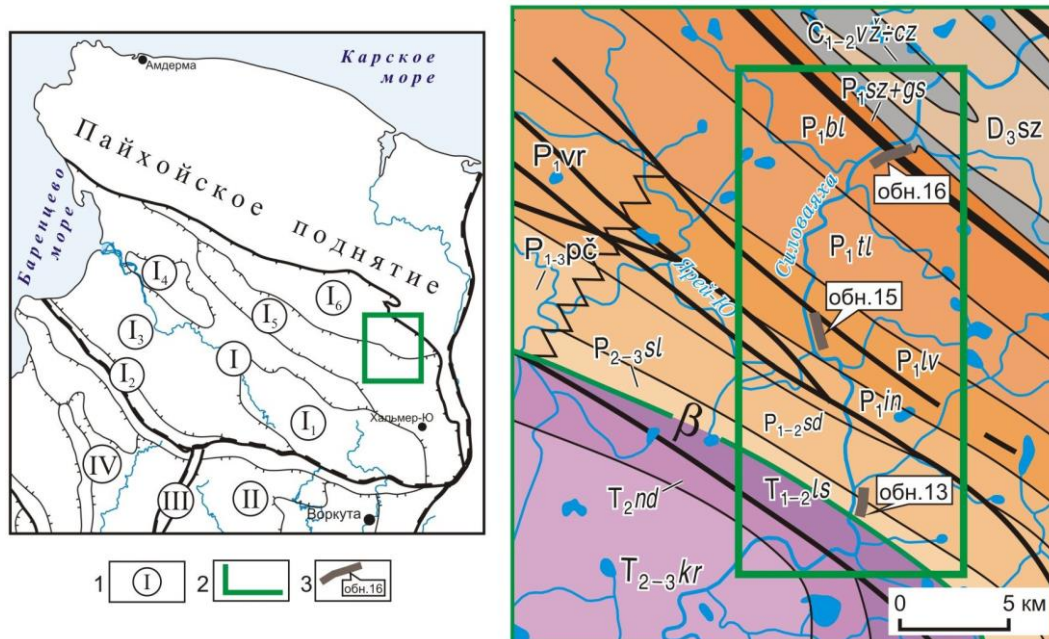 Амдерма
Карское
море
Баренцево
море
Пайхойское поднятие
I₄
I₆
I₅
I₃
I
I₂
I₁
Хальмер-Ю
IV
III
II
Воркута
1 I 2 3 обн.16
C₁₋₂vž÷cz
P₁sz+gs
D₃sz
P₁bl
P₁vr
обн.16
Силоваяха
P₁tl
P₁₋₃pč
Ярей-Ю
обн.15
P₂₋₃sl
P₁lv
P₁in
β
P₁₋₂sd
T₁₋₂ls
обн.13
T₂nd
T₂₋₃kr
0 5 км